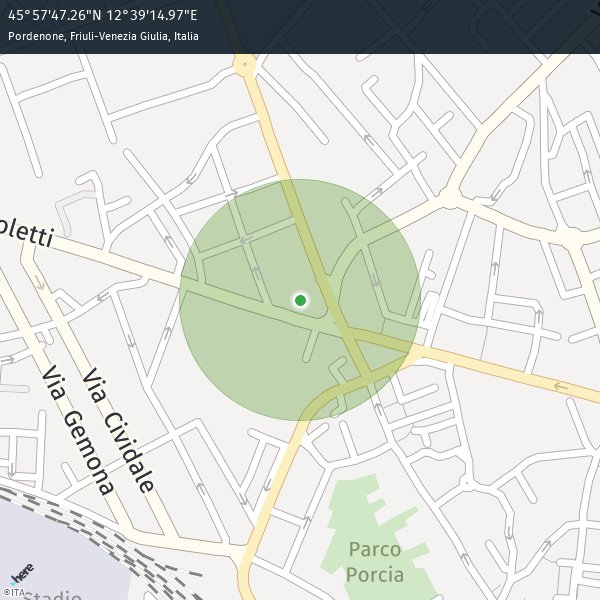 45°57'47.26"N 12°39'14.97"E
Pordenone, Friuli-Venezia Giulia, Italia
oletti
Via Gemona
Via Cividale
Parco
Porcia
here
©ITA
Stadio